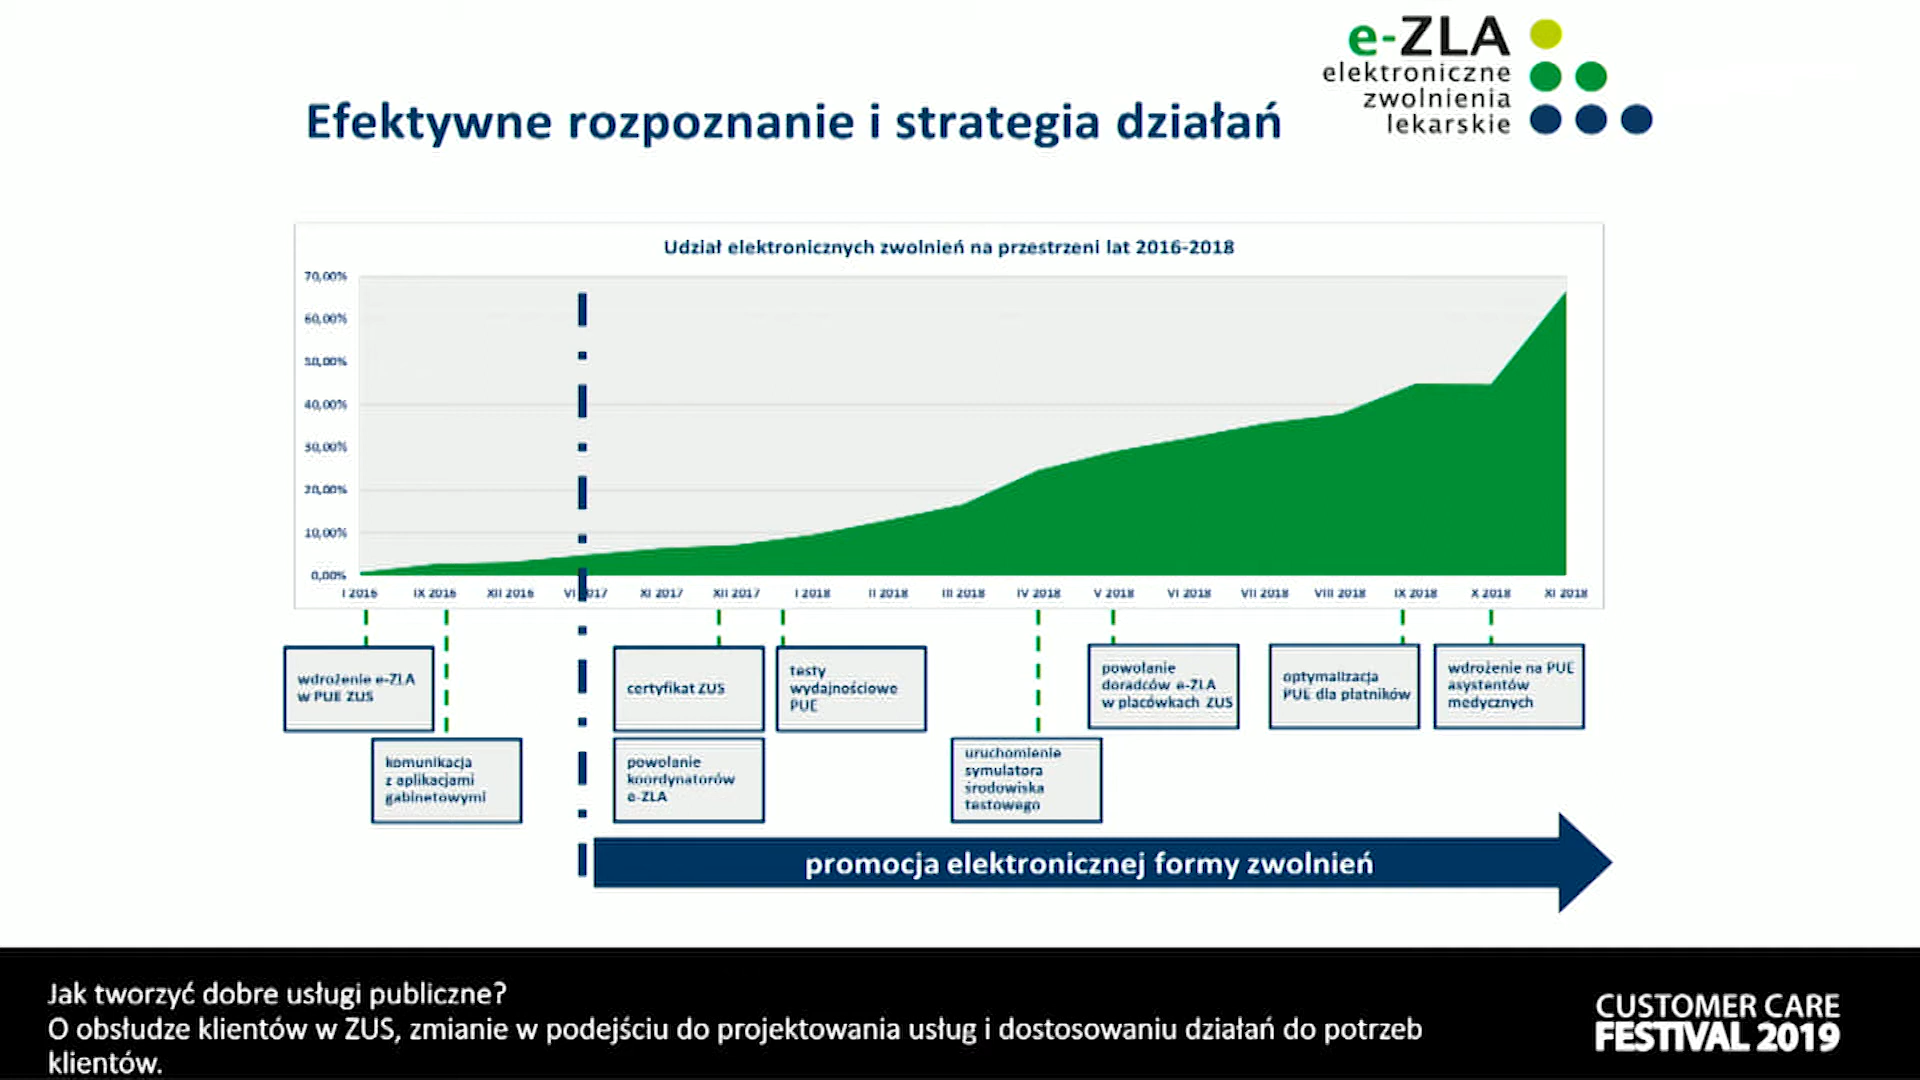 e-ZLA
elektroniczne
zwolnienia
lekarskie
Efektywne rozpoznanie i strategia działań
Udział elektronicznych zwolnień na przestrzeni lat 2016-2018
70,00%
60,00%
50,00%
40,00%
30,00%
20,00%
10,00%
0,00%
I 2016 IX 2016 XII 2016 VI 2017 XI 2017 XII 2017 I 2018 II 2018 III 2018 IV 2018 V 2018 VI 2018 VII 2018 VIII 2018 IX 2018 X 2018 XI 2018
wdrożenie e-ZLA
w PUE ZUS
komunikacja
z aplikacjami
gabinetowymi
certyfikat ZUS
powołanie
koordynatorów
e-ZLA
testy
wydajnościowe
PUE
uruchomienie
symulatora
środowiska
testowego
powołanie
doradców e-ZLA
w placówkach ZUS
optymalizacja
PUE dla płatników
wdrożenie na PUE
asystentów
medycznych
promocja elektronicznej formy zwolnień
Jak tworzyć dobre usługi publiczne?
O obsłudze klientów w ZUS, zmianie w podejściu do projektowania usług i dostosowaniu działań do potrzeb
klientów.
CUSTOMER CARE
FESTIVAL 2019